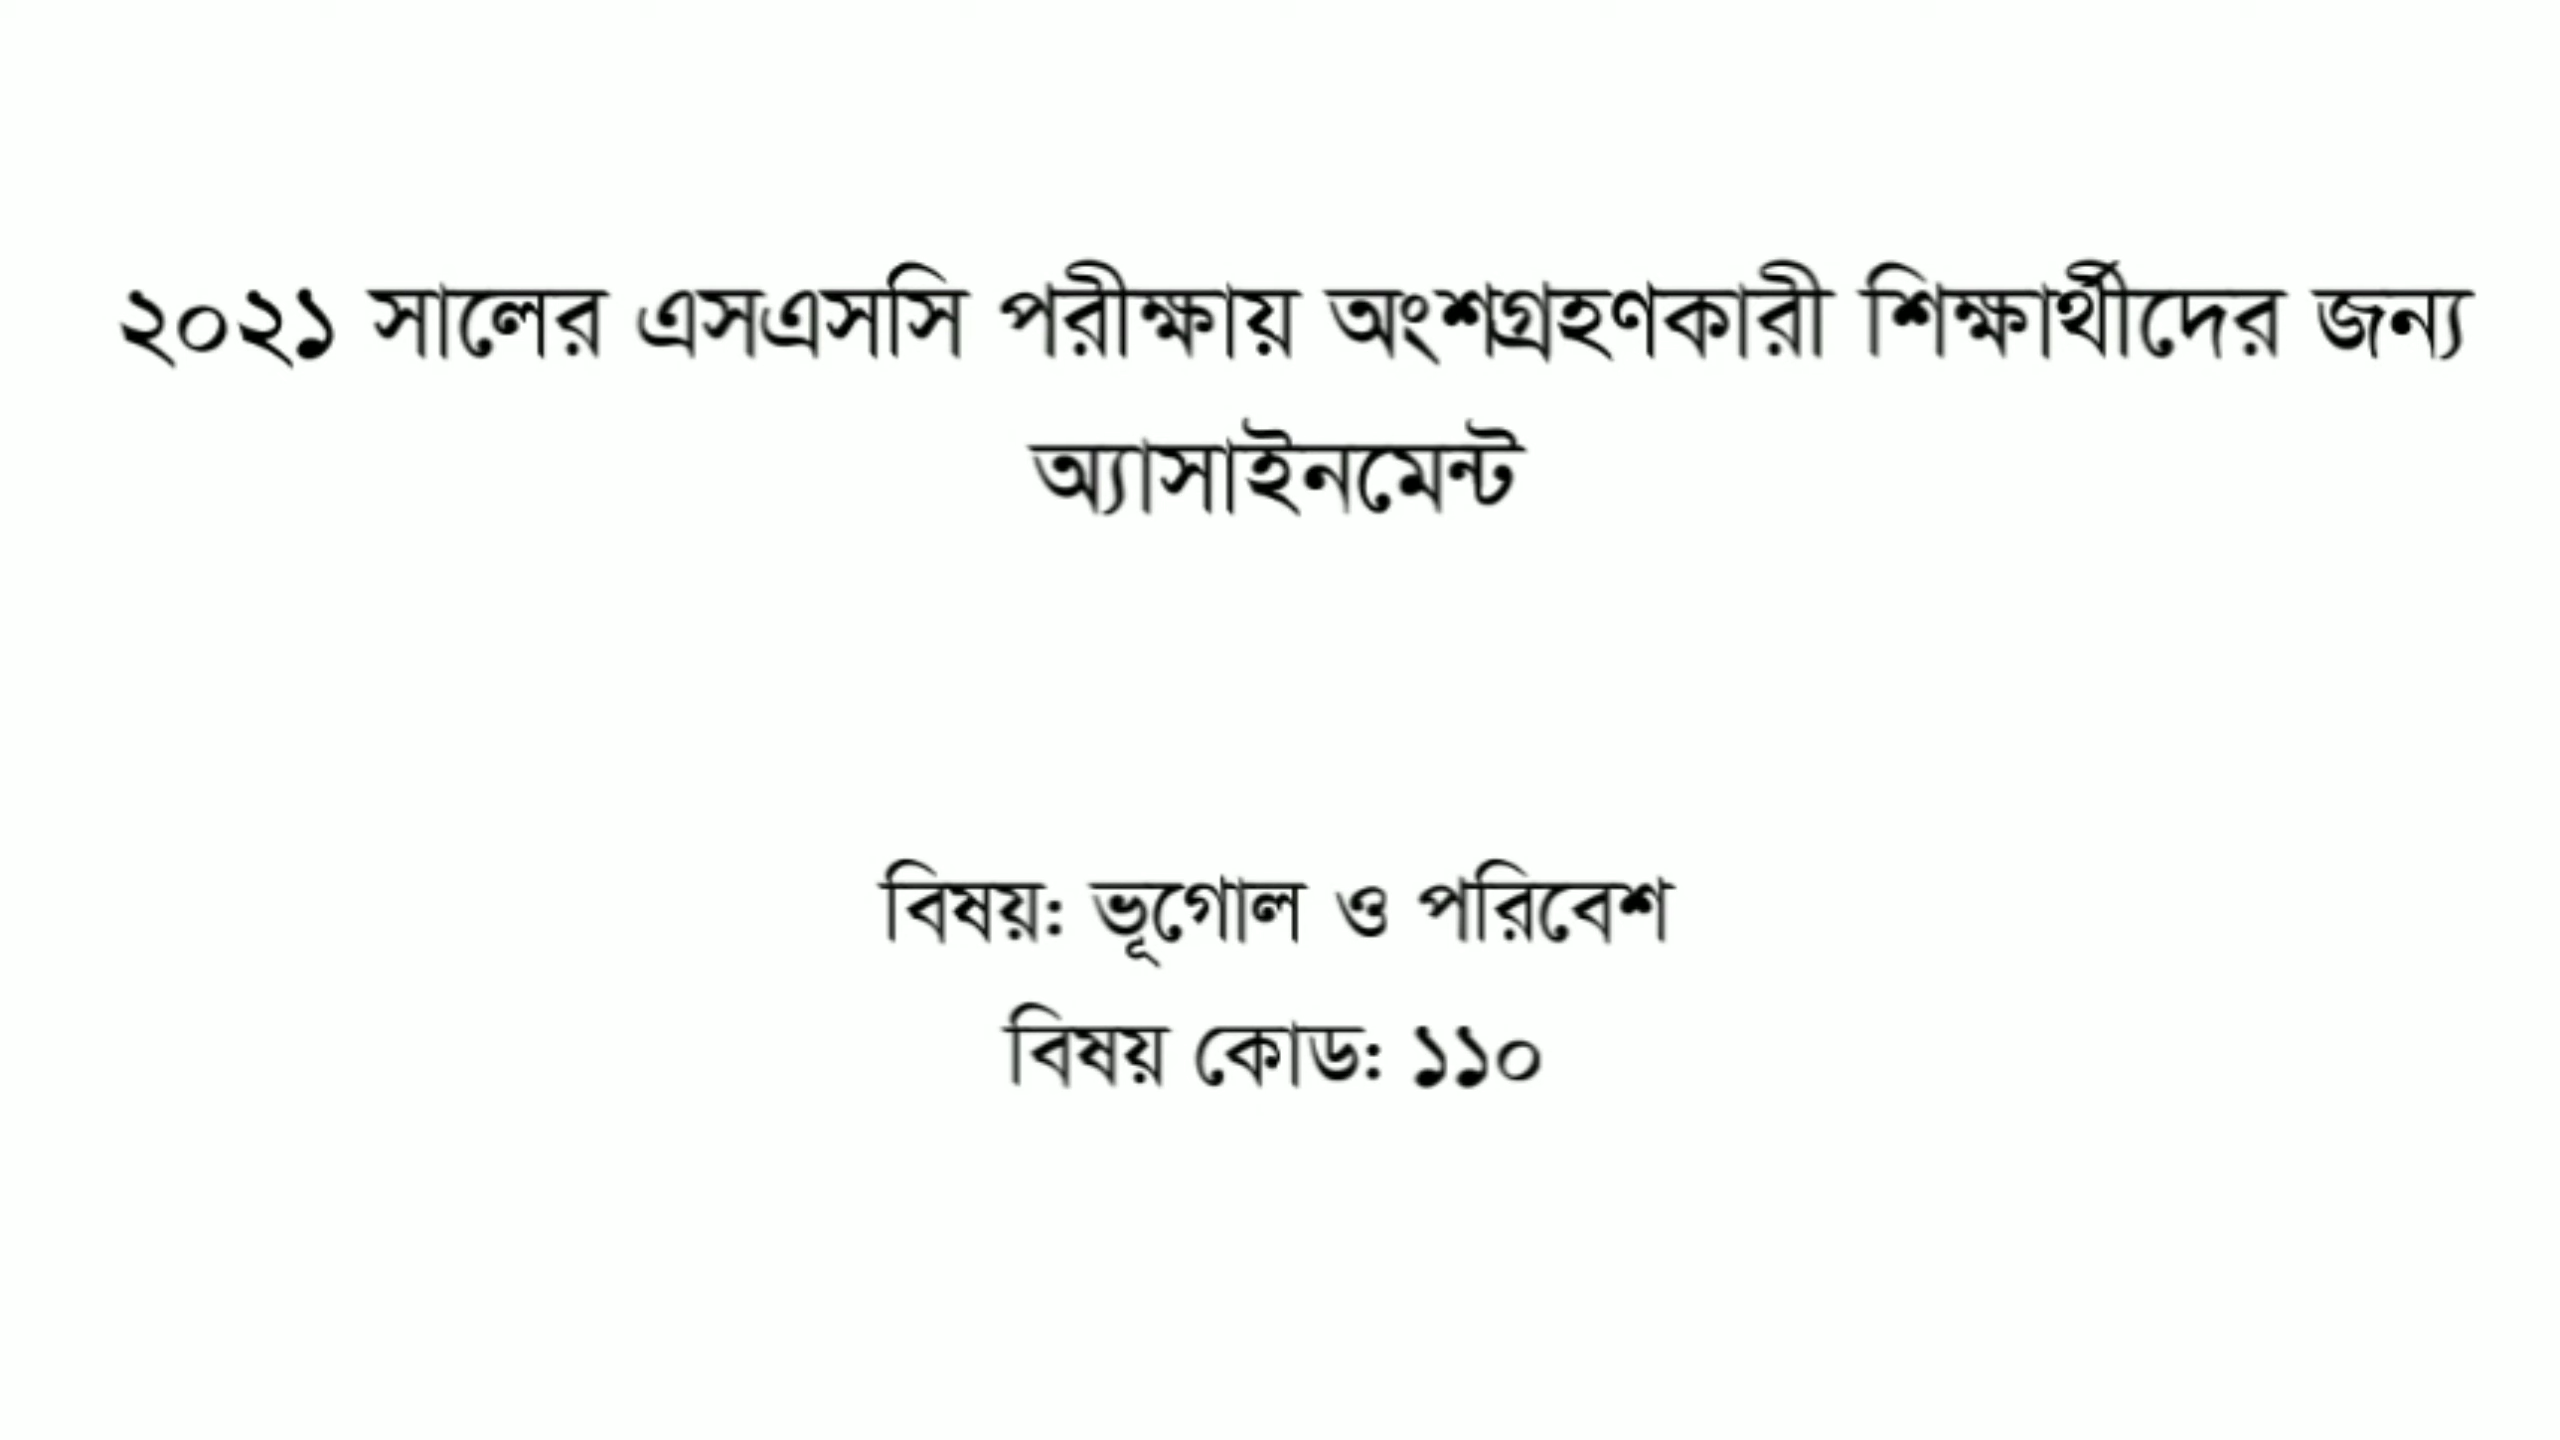 ২০২১ সালের এসএসসি পরীক্ষায় অংশগ্রহণকারী শিক্ষার্থীদের জন্য
অ্যাসাইনমেন্ট
বিষয়: ভূগোল ও পরিবেশ
বিষয় কোড: ১১০